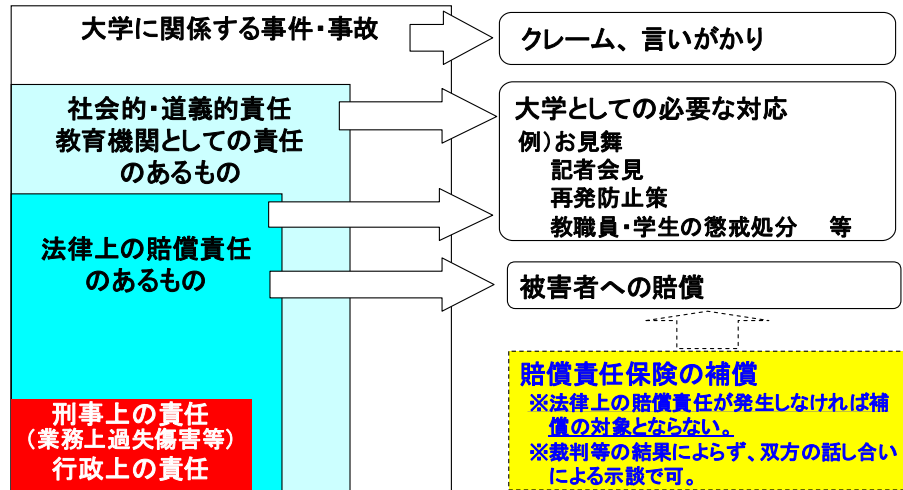 大学に関係する事件・事故
クレーム、言いがかり
社会的・道義的責任
教育機関としての責任
のあるもの
大学としての必要な対応
例)お見舞
記者会見
再発防止策
教職員・学生の懲戒処分　等
法律上の賠償責任
のあるもの
被害者への賠償
賠償責任保険の補償
※法律上の賠償責任が発生しなければ補
償の対象とならない。
※裁判等の結果によらず、双方の話し合い
による示談で可。
刑事上の責任
(業務上過失傷害等)
行政上の責任